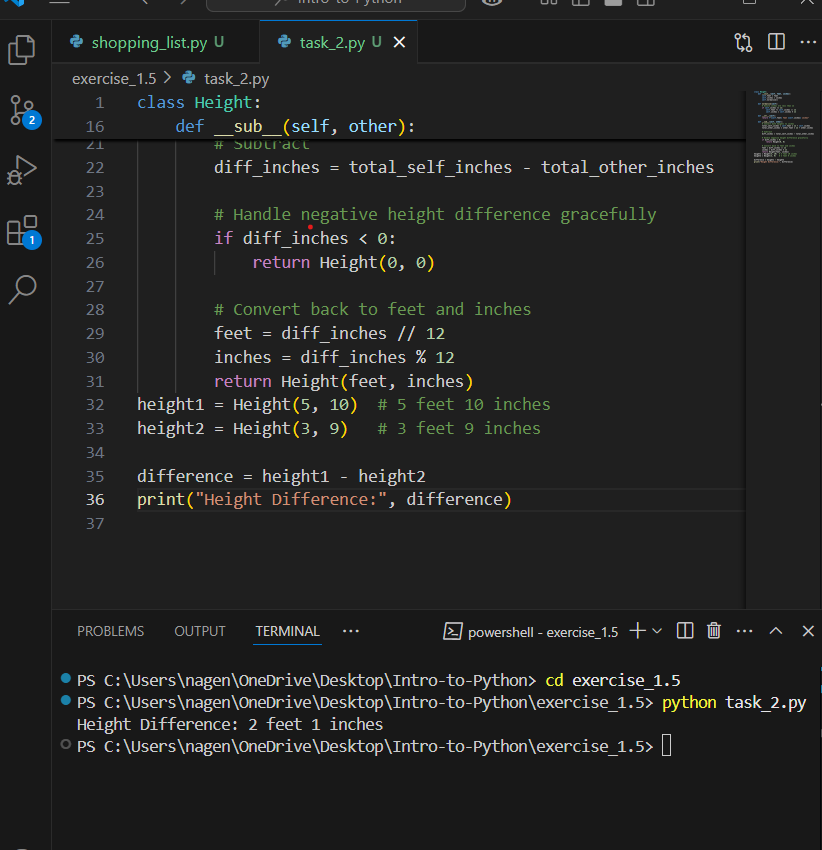 Intro-to-Python
shopping_list.py U
task_2.py U
exercise_1.5 > task_2.py
1 class Height:
16 def __sub__(self, other):
21 # Subtract
22 diff_inches = total_self_inches - total_other_inches
23
24 # Handle negative height difference gracefully
25 if diff_inches < 0:
26 return Height(0, 0)
27
28 # Convert back to feet and inches
29 feet = diff_inches // 12
30 inches = diff_inches % 12
31 return Height(feet, inches)
32 height1 = Height(5, 10) # 5 feet 10 inches
33 height2 = Height(3, 9) # 3 feet 9 inches
34
35 difference = height1 - height2
36 print("Height Difference:", difference)
37
2
1
PROBLEMS OUTPUT TERMINAL ··· powershell - exercise_1.5
PS C:\Users\nagen\OneDrive\Desktop\Intro-to-Python> cd exercise_1.5
PS C:\Users\nagen\OneDrive\Desktop\Intro-to-Python\exercise_1.5> python task_2.py
Height Difference: 2 feet 1 inches
PS C:\Users\nagen\OneDrive\Desktop\Intro-to-Python\exercise_1.5>